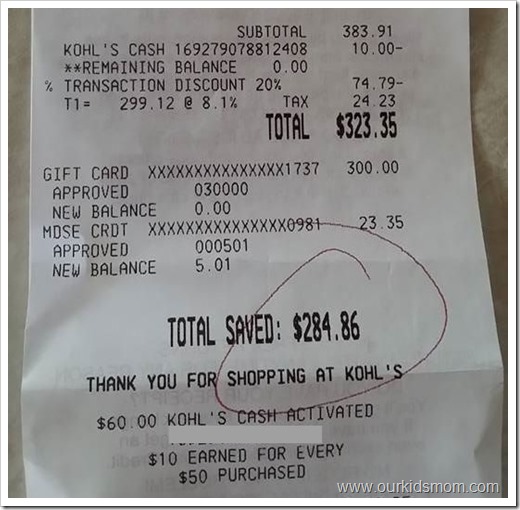 SUBTOTAL 383.91
KOHL'S CASH 169279078812408 10.00-
**REMAINING BALANCE 0.00
% TRANSACTION DISCOUNT 20% 74.79-
T1= 299.12 @ 8.1% TAX 24.23
TOTAL $323.35
GIFT CARD XXXXXXXXXXXXXXX1737 300.00
APPROVED 030000
NEW BALANCE 0.00
MDSE CRDT XXXXXXXXXXXXXXX0981 23.35
APPROVED 000501
NEW BALANCE 5.01
TOTAL SAVED: $284.86
THANK YOU FOR SHOPPING AT KOHL'S
$60.00 KOHL'S CASH ACTIVATED
$10 EARNED FOR EVERY
$50 PURCHASED
www.ourkidsmom.com